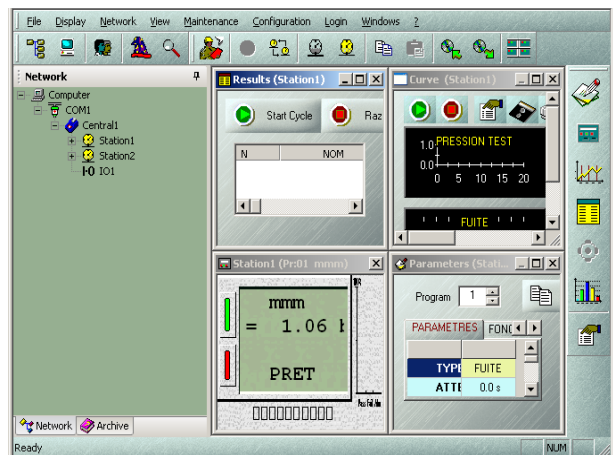 File Display Network View Maintenance Configuration Login Windows ?
Network
Computer
COM1
Central1
Station1
Station2
I-O IO1
Network Archive
Results (Station1)
Start Cycle Raz
N NOM
Curve (Station1)
PRESSION TEST
1.0
0.0
0 5 10 15 20
FUITE
Station1 (Pr:01 mmm)
mmm
= 1.06
PRET
Parameters (Stati...
Program 1
PARAMETRES FONC
TYPE FUITE
ATTE 0.0 s
Ready NUM